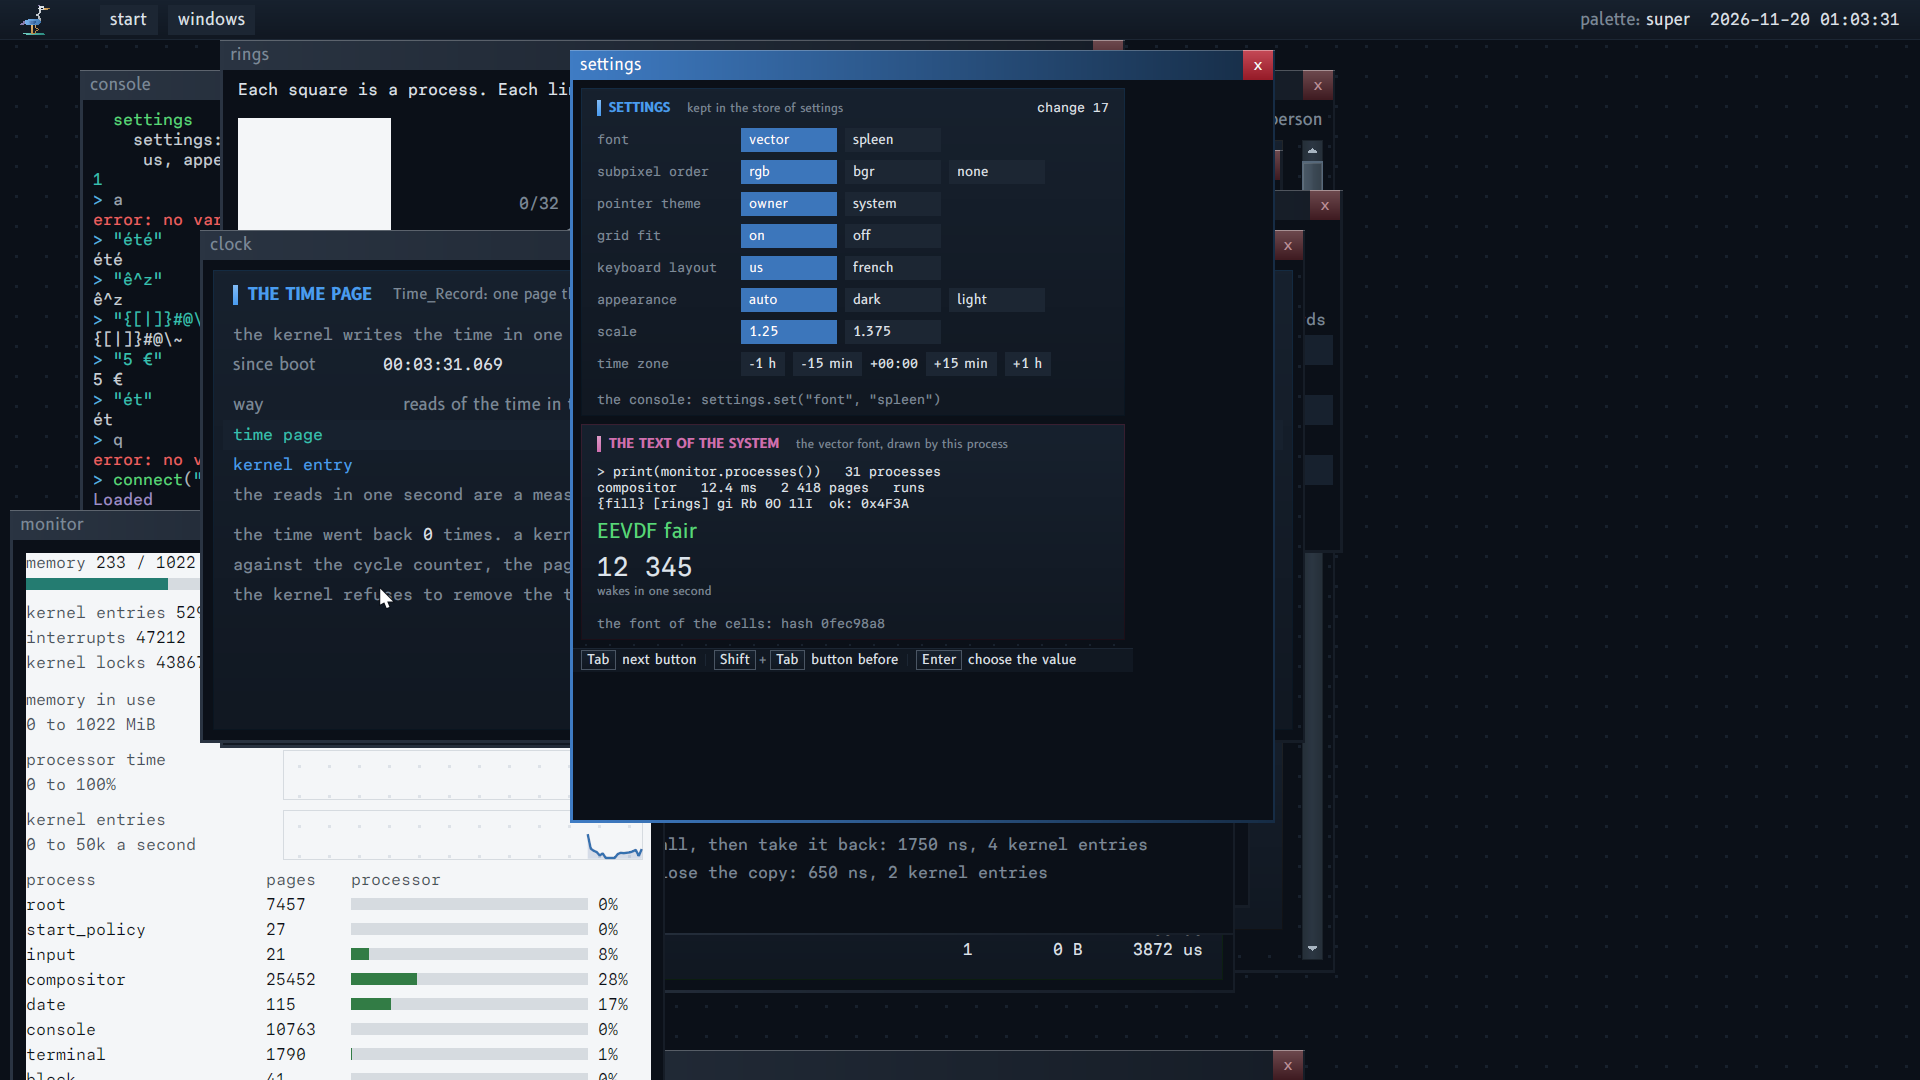 start windows palette: super 2026-11-20 01:03:31
rings
settings x
console
Each square is a process. Each
x
settings
settings:
us, appe
1
> a
error: no var
> "été"
été
> "ê^z"
ê^z
> "{[|]}#@\
{[|]}#@\~
> "5 €"
5 €
> "ét"
ét
> q
error: no v
> connect("
Loaded
0/32
clock
THE TIME PAGE Time_Record: one page
the kernel writes the time in one
since boot 00:03:31.069
way reads of the time in
time page
kernel entry
the reads in one second are a meas
the time went back 0 times. a kern
against the cycle counter, the pag
the kernel refuses to remove the t
SETTINGS kept in the store of settings change 17
font vector spleen
subpixel order rgb bgr none
pointer theme owner system
grid fit on off
keyboard layout us french
appearance auto dark light
scale 1.25 1.375
time zone -1 h -15 min +00:00 +15 min +1 h
the console: settings.set("font", "spleen")
THE TEXT OF THE SYSTEM the vector font, drawn by this process
> print(monitor.processes()) 31 processes
compositor 12.4 ms 2 418 pages runs
{fill} [rings] gi Rb 0O 1lI ok: 0x4F3A
EEVDF fair
12 345
wakes in one second
the font of the cells: hash 0fec98a8
Tab next button Shift + Tab button before Enter choose the value
person
x
x
ds
monitor
memory 233 / 1022
kernel entries 529
interrupts 47212
kernel locks 43867
memory in use
0 to 1022 MiB
processor time
0 to 100%
kernel entries
0 to 50k a second
process pages processor
root 7457 0%
start_policy 27 0%
input 21 8%
compositor 25452 28%
date 115 17%
console 10763 0%
terminal 1790 1%
black 41 0%
all, then take it back: 1750 ns, 4 kernel entries
lose the copy: 650 ns, 2 kernel entries
1 0 B 3872 us
x